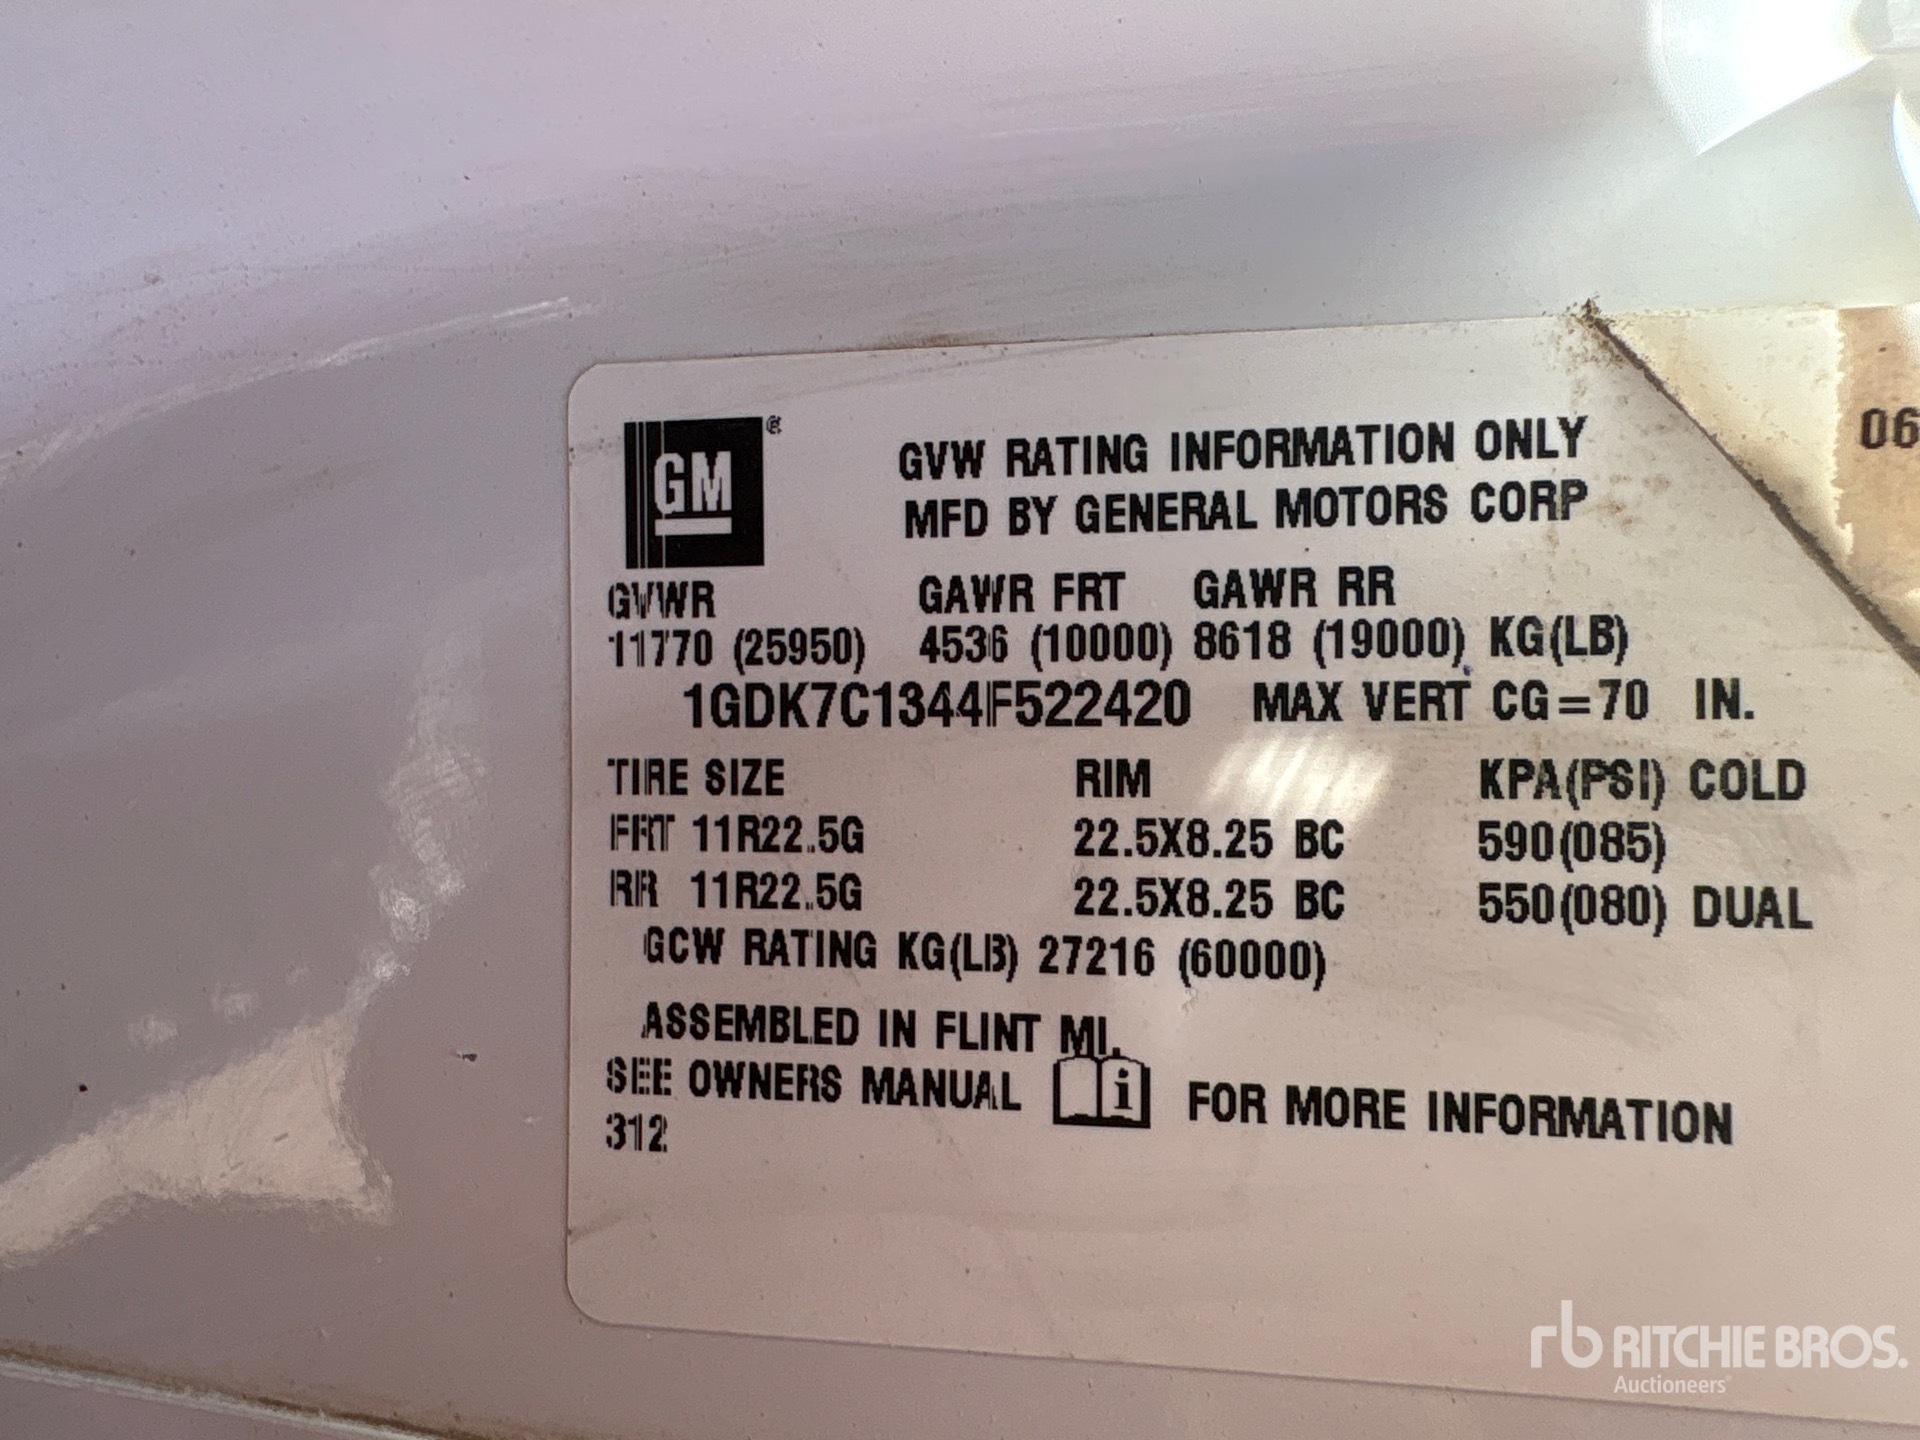 GM®
GVW RATING INFORMATION ONLY
MFD BY GENERAL MOTORS CORP
06
GVWR GAWR FRT GAWR RR
11770 (25950) 4536 (10000) 8618 (19000) KG(LB)
1GDK7C1344F522420 MAX VERT CG=70 IN.
TIRE SIZE RIM KPA(PSI) COLD
FRT 11R22.5G 22.5X8.25 BC 590(085)
RR 11R22.5G 22.5X8.25 BC 550(080) DUAL
GCW RATING KG(LB) 27216 (60000)
ASSEMBLED IN FLINT MI.
SEE OWNERS MANUAL i FOR MORE INFORMATION
312
rb RITCHIE BROS.
Auctioneers